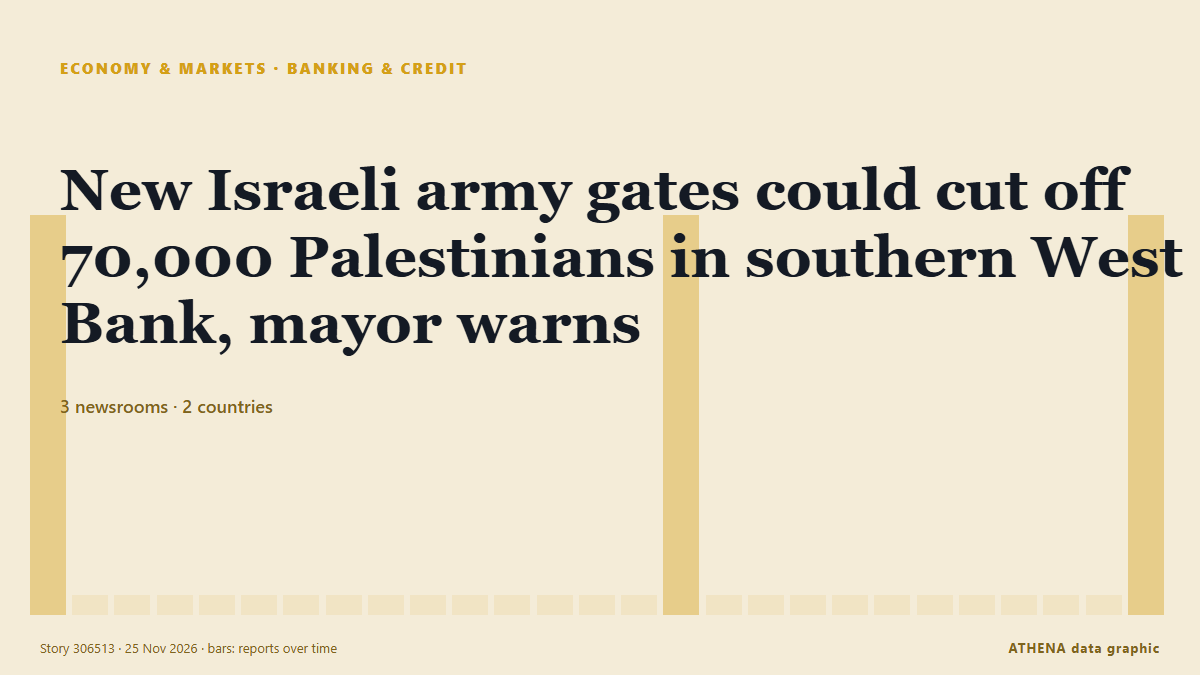 ECONOMY & MARKETS · BANKING & CREDIT
New Israeli army gates could cut off
70,000 Palestinians in southern West
Bank, mayor warns
3 newsrooms · 2 countries
Story 306513 · 25 Nov 2026 · bars: reports over time
ATHENA data graphic